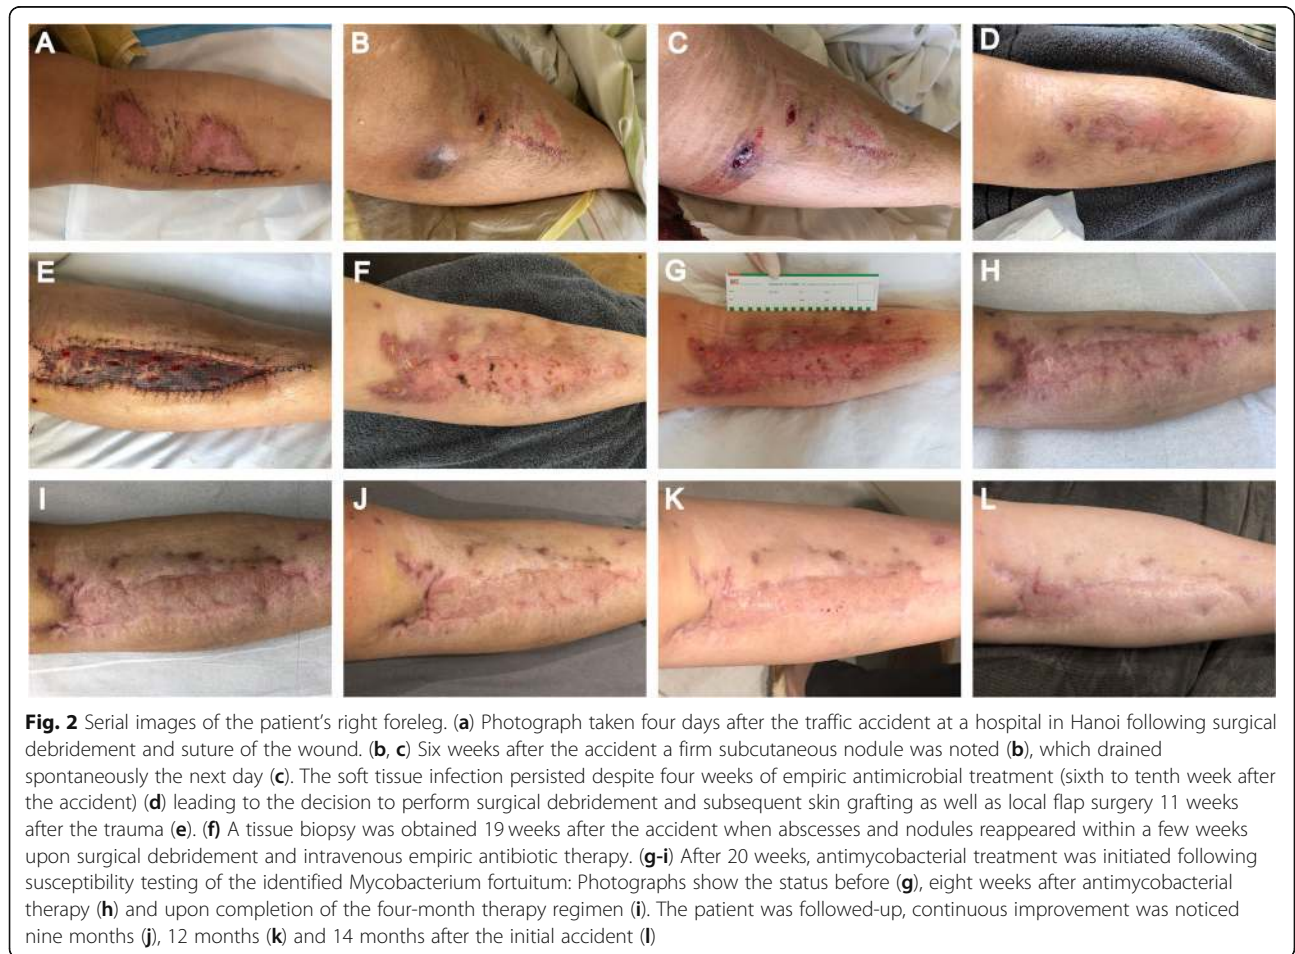 A
B
C
D
E
F
G
H
I
J
K
L
Fig. 2 Serial images of the patient's right foreleg. (a) Photograph taken four days after the traffic accident at a hospital in Hanoi following surgical
debridement and suture of the wound. (b, c) Six weeks after the accident a firm subcutaneous nodule was noted (b), which drained
spontaneously the next day (c). The soft tissue infection persisted despite four weeks of empiric antimicrobial treatment (sixth to tenth week after
the accident) (d) leading to the decision to perform surgical debridement and subsequent skin grafting as well as local flap surgery 11 weeks
after the trauma (e). (f) A tissue biopsy was obtained 19 weeks after the accident when abscesses and nodules reappeared within a few weeks
upon surgical debridement and intravenous empiric antibiotic therapy. (g-i) After 20 weeks, antimycobacterial treatment was initiated following
susceptibility testing of the identified Mycobacterium fortuitum: Photographs show the status before (g), eight weeks after antimycobacterial
therapy (h) and upon completion of the four-month therapy regimen (i). The patient was followed-up, continuous improvement was noticed
nine months (j), 12 months (k) and 14 months after the initial accident (l)